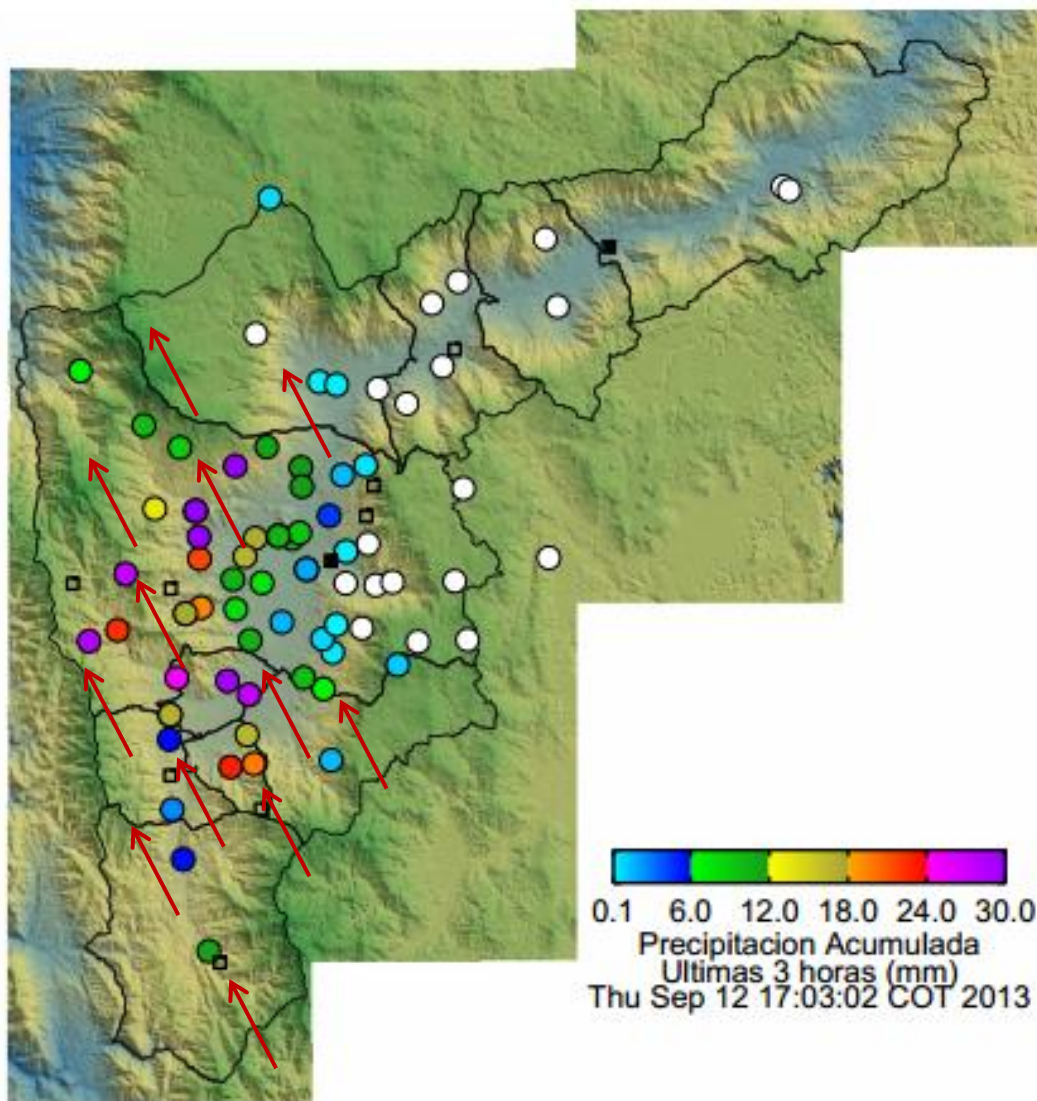 0.1 6.0 12.0 18.0 24.0 30.0
Precipitacion Acumulada
Ultimas 3 horas (mm)
Thu Sep 12 17:03:02 COT 2013